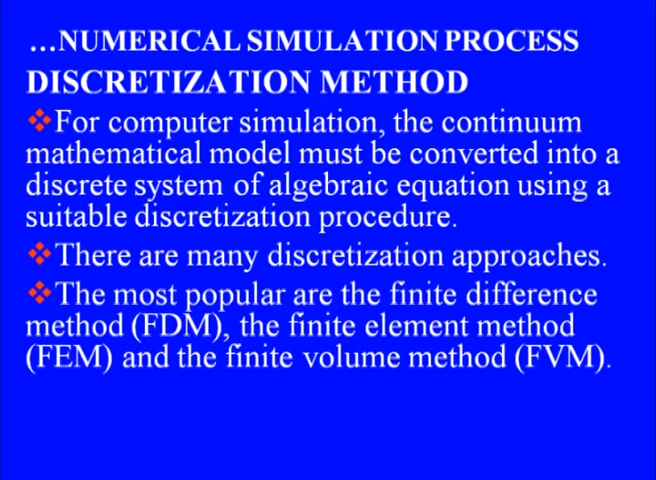 …NUMERICAL SIMULATION PROCESS
DISCRETIZATION METHOD
❖For computer simulation, the continuum
mathematical model must be converted into a
discrete system of algebraic equation using a
suitable discretization procedure.
❖There are many discretization approaches.
❖The most popular are the finite difference
method (FDM), the finite element method
(FEM) and the finite volume method (FVM).